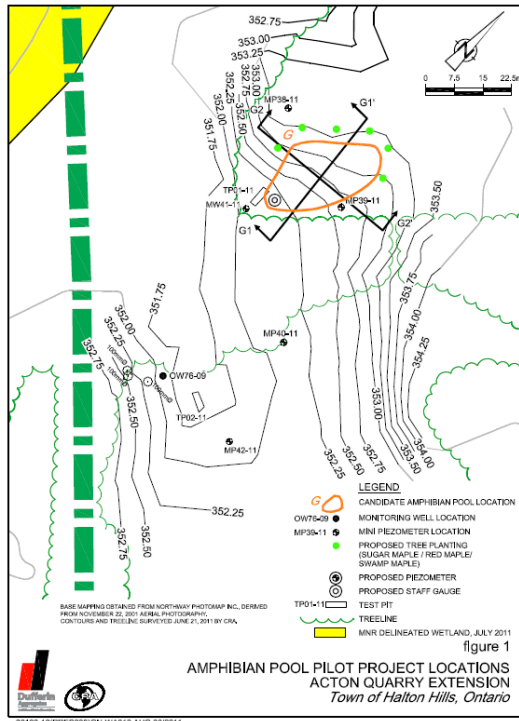 352.75
353.00
353.25
352.75
352.50
352.25
351.75
MP38-11
G2
G1'
G
0 7.5 15 22.5m
TP01-11
MW41-11
MP39-11
G1
G2'
353.50
353.75
354.00
354.25
351.75
352.00
352.25
352.50
352.75
MP40-11
OW76-09
100mmØ
100mmØ
100mmØ
TP02-11
MP42-11
352.25
352.50
352.75
352.25
352.50
352.75
353.00
353.25
353.50
353.75
354.00
LEGEND
G CANDIDATE AMPHIBIAN POOL LOCATION
OW76-09 MONITORING WELL LOCATION
MP39-11 MINI PIEZOMETER LOCATION
PROPOSED TREE PLANTING
(SUGAR MAPLE / RED MAPLE/
SWAMP MAPLE)
PROPOSED PIEZOMETER
PROPOSED STAFF GAUGE
TP01-11 TEST PIT
TREELINE
MNR DELINEATED WETLAND, JULY 2011
BASE MAPPING OBTAINED FROM NORTHWAY PHOTOMAP INC., DERIVED
FROM NOVEMBER 22, 2001 AERIAL PHOTOGRAPHY.
CONTOURS AND TREELINE SURVEYED JUNE 21, 2011 BY CRA.
figure 1
AMPHIBIAN POOL PILOT PROJECT LOCATIONS
ACTON QUARRY EXTENSION
Town of Halton Hills, Ontario
Dufferin
CRA